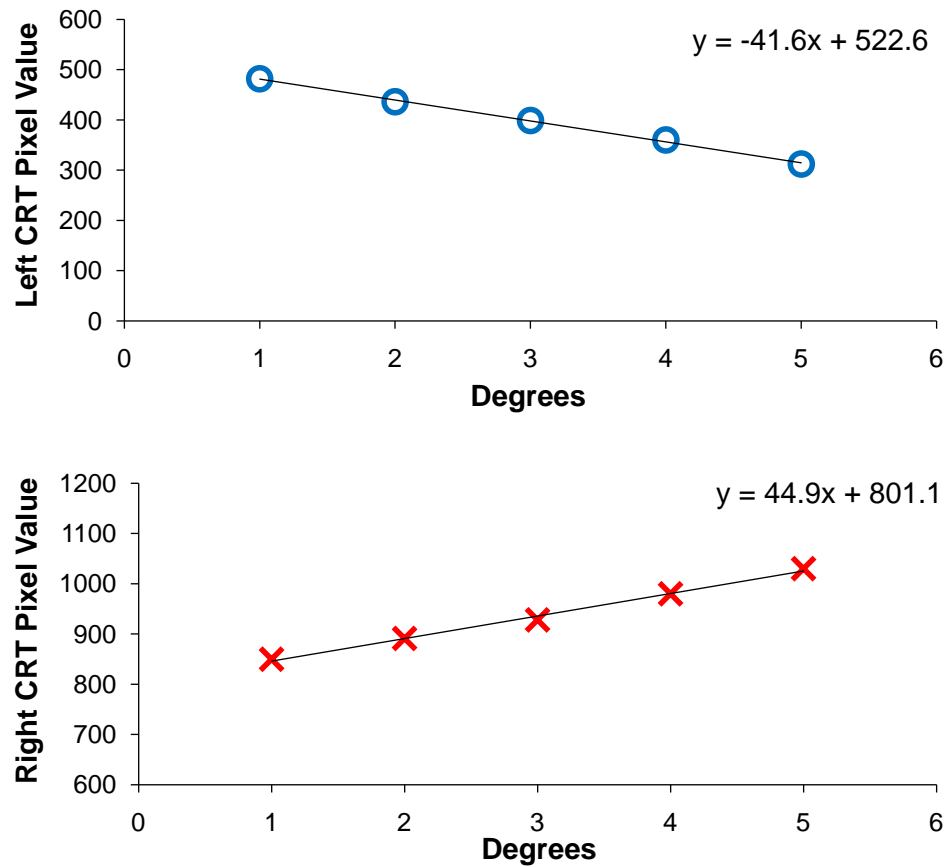 600
500
400
300
200
100
0
Left CRT Pixel Value
y = -41.6x + 522.6
0 1 2 3 4 5 6
Degrees
1200
1100
1000
900
800
700
600
Right CRT Pixel Value
y = 44.9x + 801.1
0 1 2 3 4 5 6
Degrees